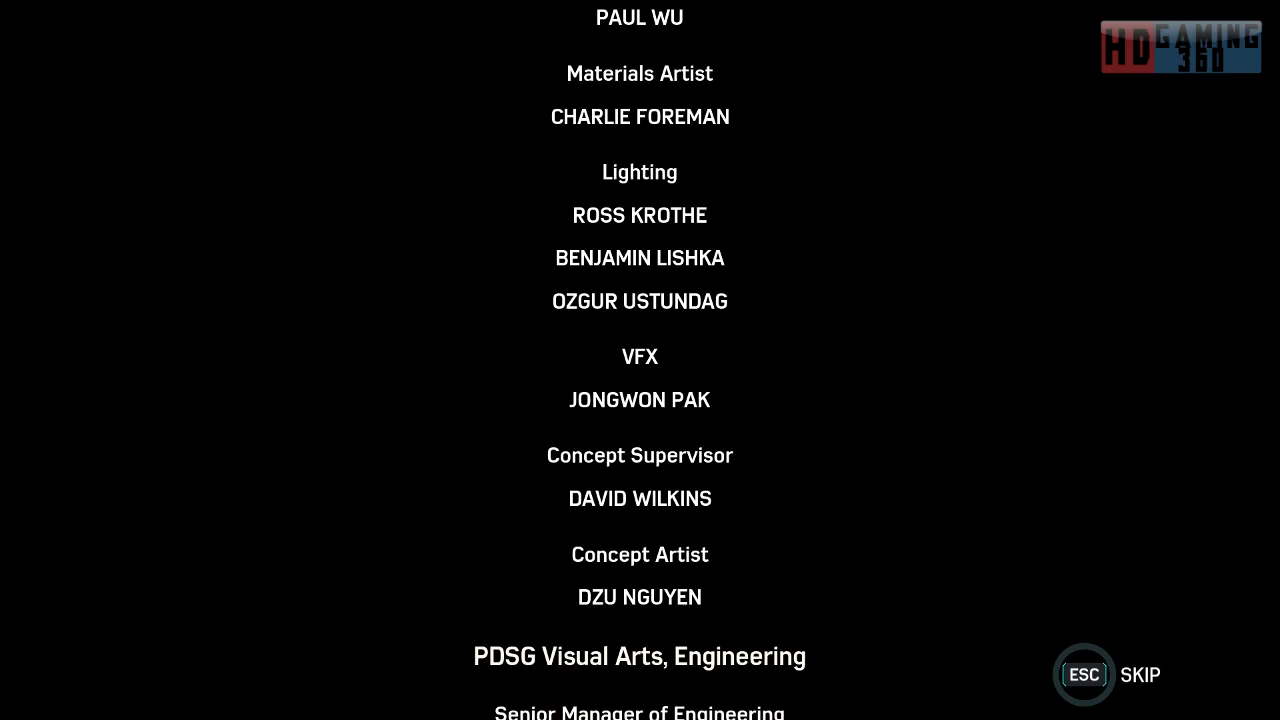 PAUL WU
HD GAMING 360
Materials Artist
CHARLIE FOREMAN
Lighting
ROSS KROTHE
BENJAMIN LISHKA
OZGUR USTUNDAG
VFX
JONGWON PAK
Concept Supervisor
DAVID WILKINS
Concept Artist
DZU NGUYEN
PDSG Visual Arts, Engineering
ESC SKIP
Senior Manager of Engineering